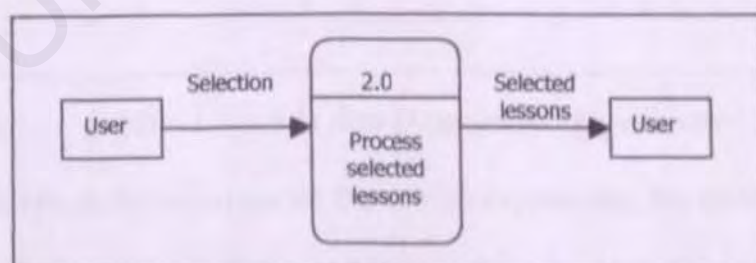 Selection
2.0
Selected
lessons
User
Process
selected
lessons
User